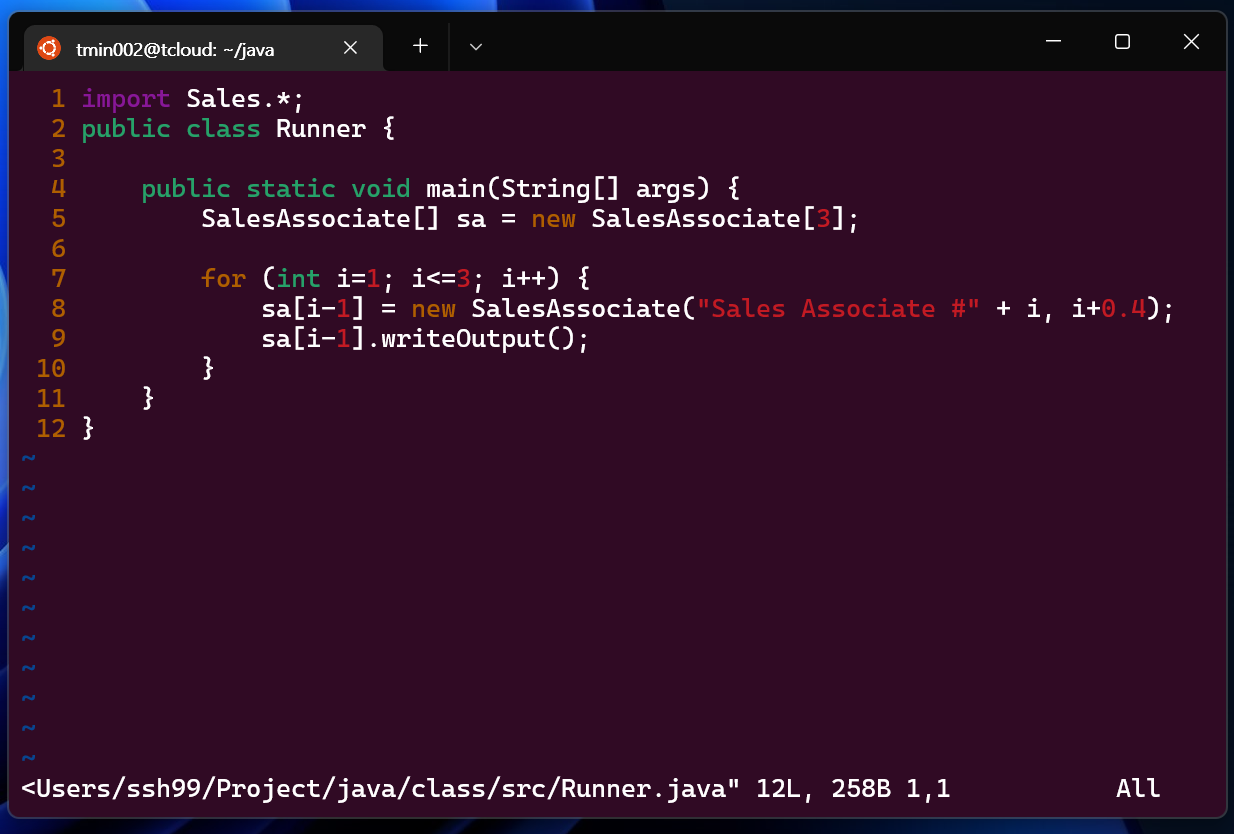 tmin002@tcloud: ~/java
1 import Sales.*;
2 public class Runner {
3
4     public static void main(String[] args) {
5         SalesAssociate[] sa = new SalesAssociate[3];
6
7         for (int i=1; i<=3; i++) {
8             sa[i-1] = new SalesAssociate("Sales Associate #" + i, i+0.4);
9             sa[i-1].writeOutput();
10         }
11     }
12 }
~
~
~
~
~
~
~
~
~
~
~
<Users/ssh99/Project/java/class/src/Runner.java" 12L, 258B 1,1 All